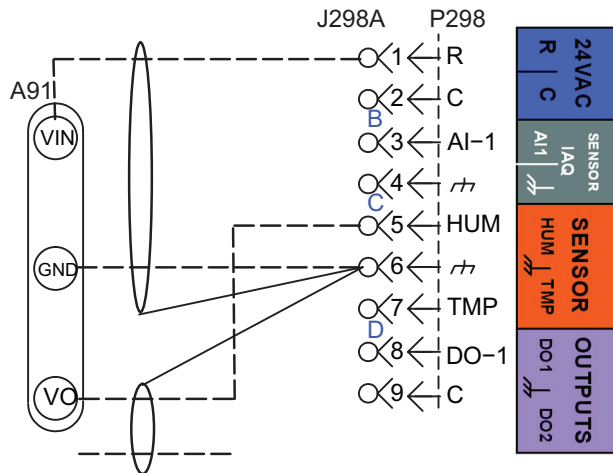 J298A P298
A91
VIN
GND
VO
1 R
2 C
B
3 AI−1
4
C
5 HUM
6
7 TMP
D
8 DO−1
9 C
24VAC
R C
SENSOR
IAQ
AI1
SENSOR
HUM TMP
OUTPUTS
DO1 DO2